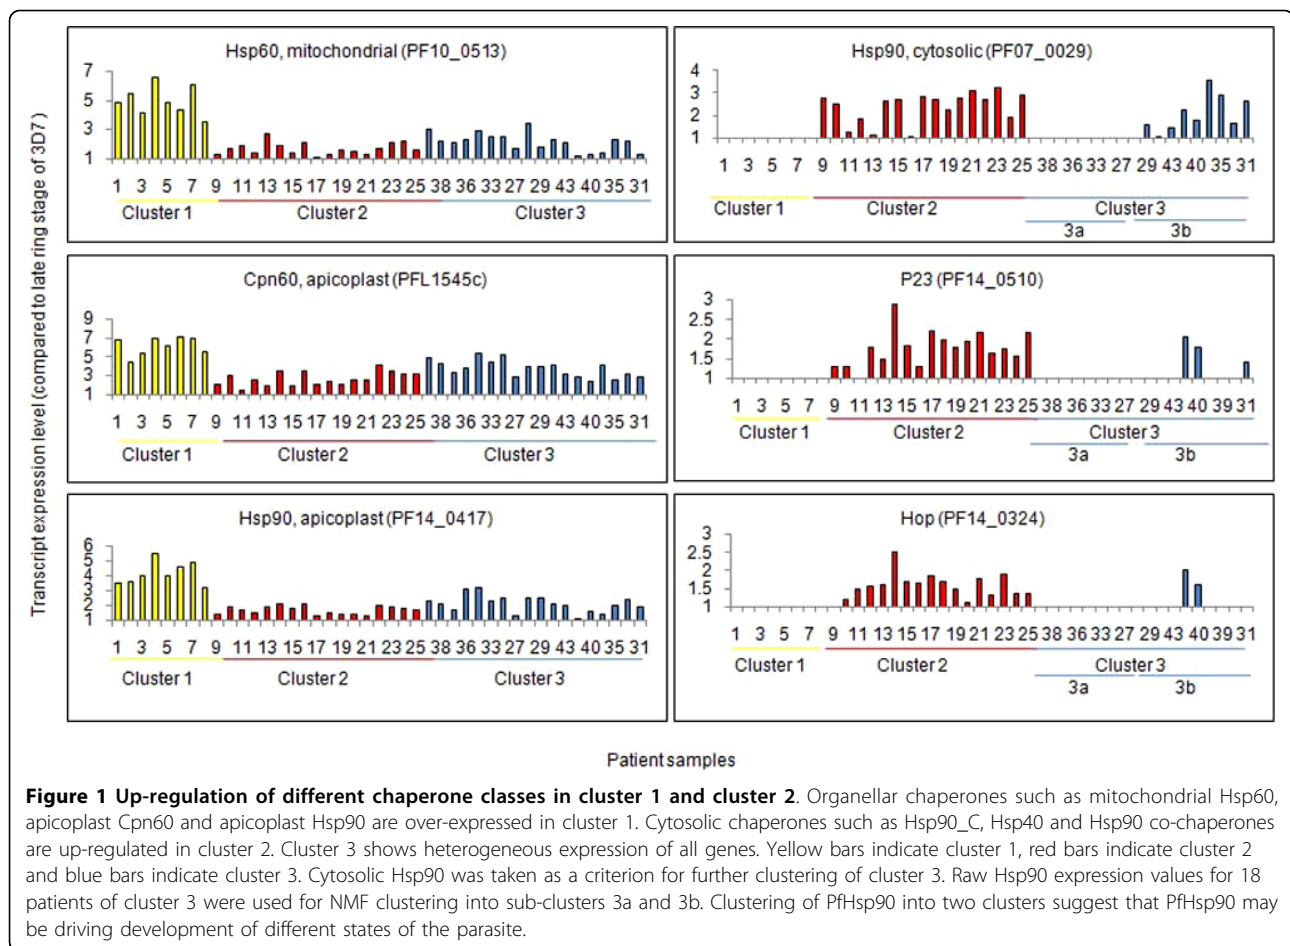 Transcript expression level (compared to late ring stage of 3D7)
Hsp60, mitochondrial (PF10_0513)
7
5
3
1
1 3 5 7 9 11 13 15 17 19 21 23 25 38 36 33 27 29 43 40 35 31
Cluster 1 Cluster 2 Cluster 3
Hsp90, cytosolic (PF07_0029)
4
3
2
1
1 3 5 7 9 11 13 15 17 19 21 23 25 38 36 33 27 29 43 40 35 31
Cluster 1 Cluster 2 Cluster 3
3a 3b
Cpn60, apicoplast (PFL1545c)
9
7
5
3
1
1 3 5 7 9 11 13 15 17 19 21 23 25 38 36 33 27 29 43 40 35 31
Cluster 1 Cluster 2 Cluster 3
P23 (PF14_0510)
3
2.5
2
1.5
1
1 3 5 7 9 11 13 15 17 19 21 23 25 38 36 33 27 29 43 40 39 31
Cluster 1 Cluster 2 Cluster 3
3a 3b
Hsp90, apicoplast (PF14_0417)
6
5
4
3
2
1
1 3 5 7 9 11 13 15 17 19 21 23 25 38 36 33 27 29 43 40 35 31
Cluster 1 Cluster 2 Cluster 3
Hop (PF14_0324)
3
2.5
2
1.5
1
1 3 5 7 9 11 13 15 17 19 21 23 25 38 36 33 27 29 43 40 39 31
Cluster 1 Cluster 2 Cluster 3
3a 3b
Patient samples
Figure 1 Up-regulation of different chaperone classes in cluster 1 and cluster 2. Organellar chaperones such as mitochondrial Hsp60,
apicoplast Cpn60 and apicoplast Hsp90 are over-expressed in cluster 1. Cytosolic chaperones such as Hsp90_C, Hsp40 and Hsp90 co-chaperones
are up-regulated in cluster 2. Cluster 3 shows heterogeneous expression of all genes. Yellow bars indicate cluster 1, red bars indicate cluster 2
and blue bars indicate cluster 3. Cytosolic Hsp90 was taken as a criterion for further clustering of cluster 3. Raw Hsp90 expression values for 18
patients of cluster 3 were used for NMF clustering into sub-clusters 3a and 3b. Clustering of PfHsp90 into two clusters suggest that PfHsp90 may
be driving development of different states of the parasite.